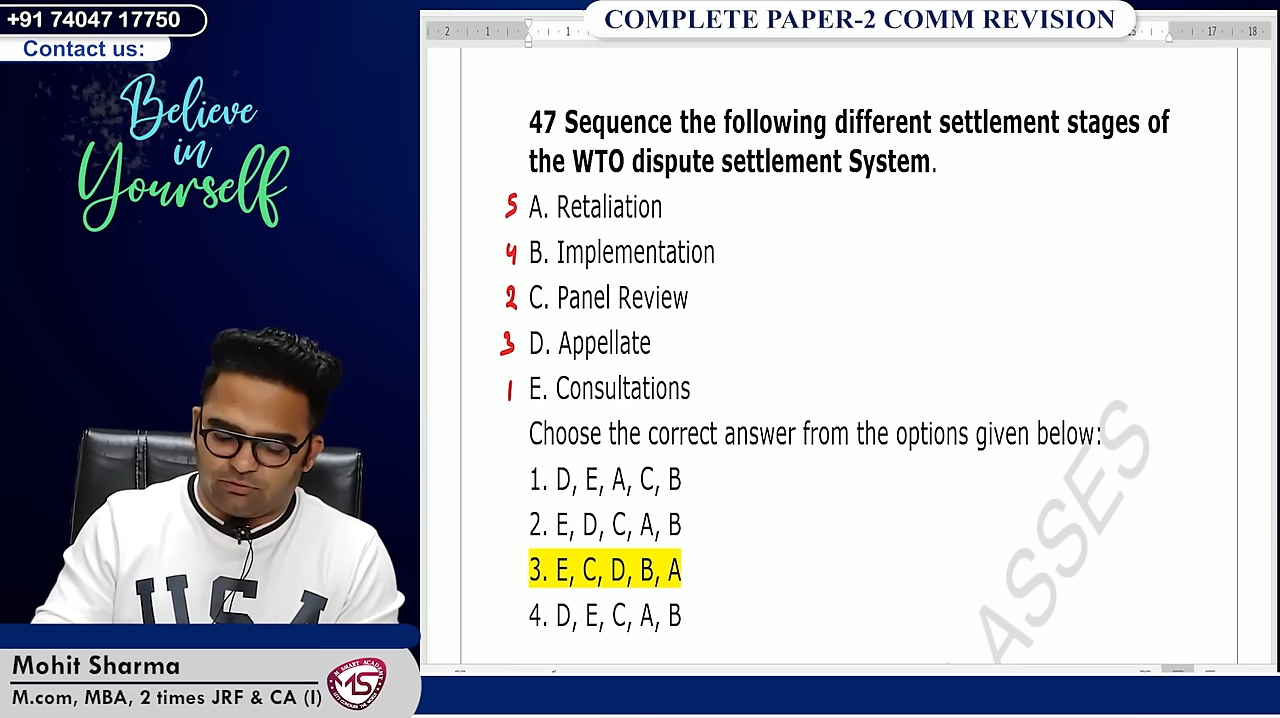 +91 74047 17750
Contact us:
COMPLETE PAPER-2 COMM REVISION
Believe
in
Yourself
47 Sequence the following different settlement stages of
the WTO dispute settlement System.
5 A. Retaliation
4 B. Implementation
2 C. Panel Review
3 D. Appellate
1 E. Consultations
Choose the correct answer from the options given below:
1. D, E, A, C, B
2. E, D, C, A, B
3. E, C, D, B, A
4. D, E, C, A, B
ASSES
USA
Mohit Sharma
M.com, MBA, 2 times JRF & CA (I)